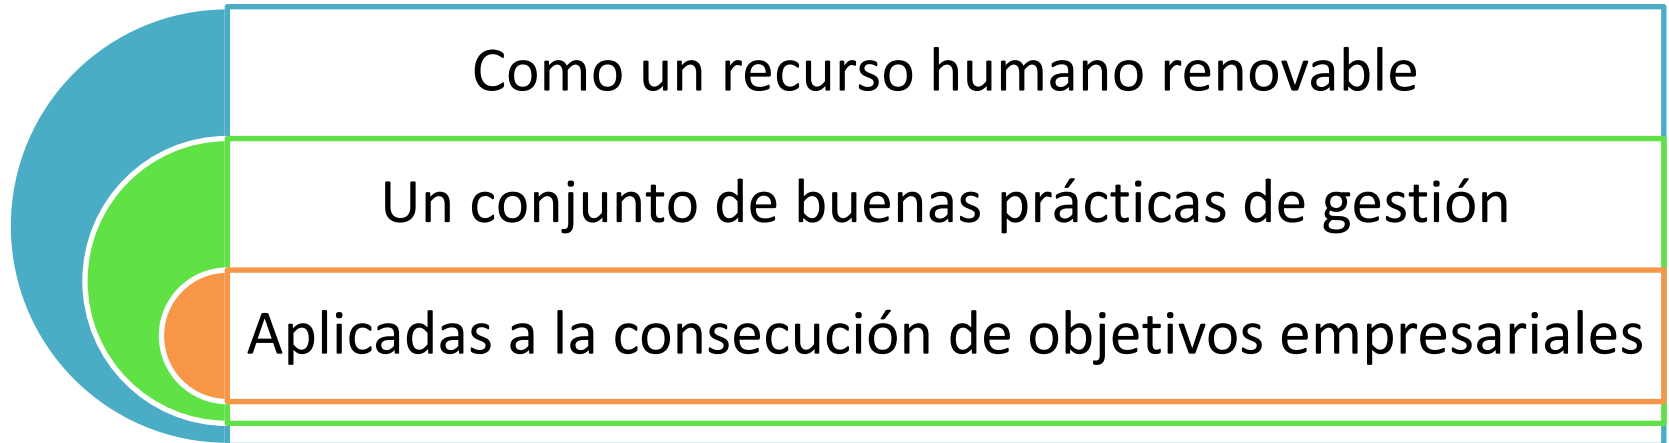 Como un recurso humano renovable
Un conjunto de buenas prácticas de gestión
Aplicadas a la consecución de objetivos empresariales